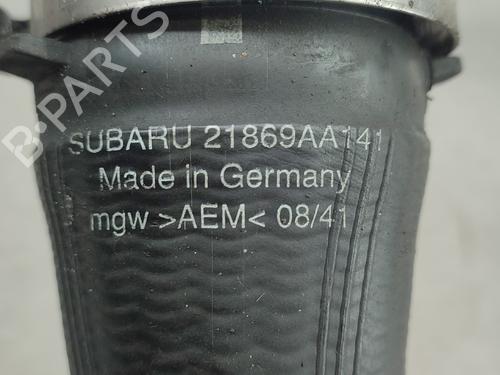 B-PARTS
SUBARU 21869AA141
Made in Germany
mgw >AEM< 08/41